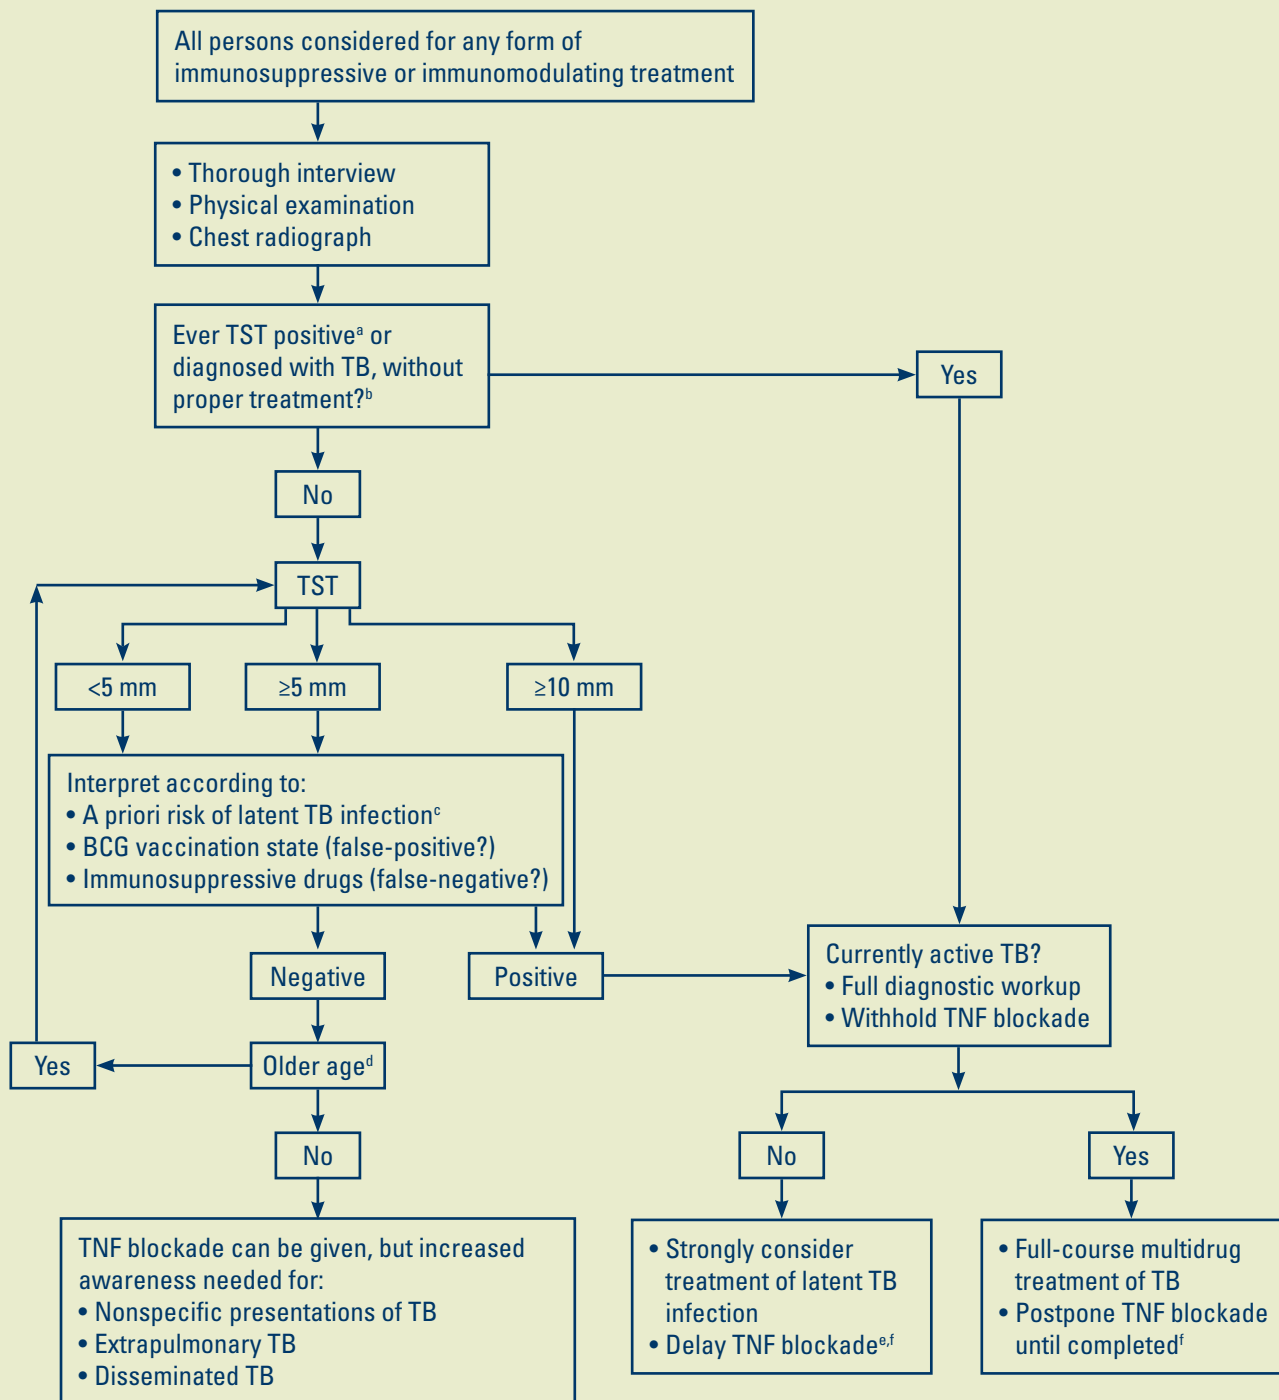 All persons considered for any form of
immunosuppressive or immunomodulating treatment
• Thorough interview
• Physical examination
• Chest radiograph
Ever TST positiveᵃ or
diagnosed with TB, without
proper treatment?ᵇ
Yes
No
TST
<5 mm
≥5 mm
≥10 mm
Interpret according to:
• A priori risk of latent TB infectionᶜ
• BCG vaccination state (false-positive?)
• Immunosuppressive drugs (false-negative?)
Negative
Positive
Currently active TB?
• Full diagnostic workup
• Withhold TNF blockade
Yes
Older ageᵈ
No
No
Yes
TNF blockade can be given, but increased
awareness needed for:
• Nonspecific presentations of TB
• Extrapulmonary TB
• Disseminated TB
• Strongly consider
treatment of latent TB
infection
• Delay TNF blockadeᵉ,ᶠ
• Full-course multidrug
treatment of TB
• Postpone TNF blockade
until completedᶠ